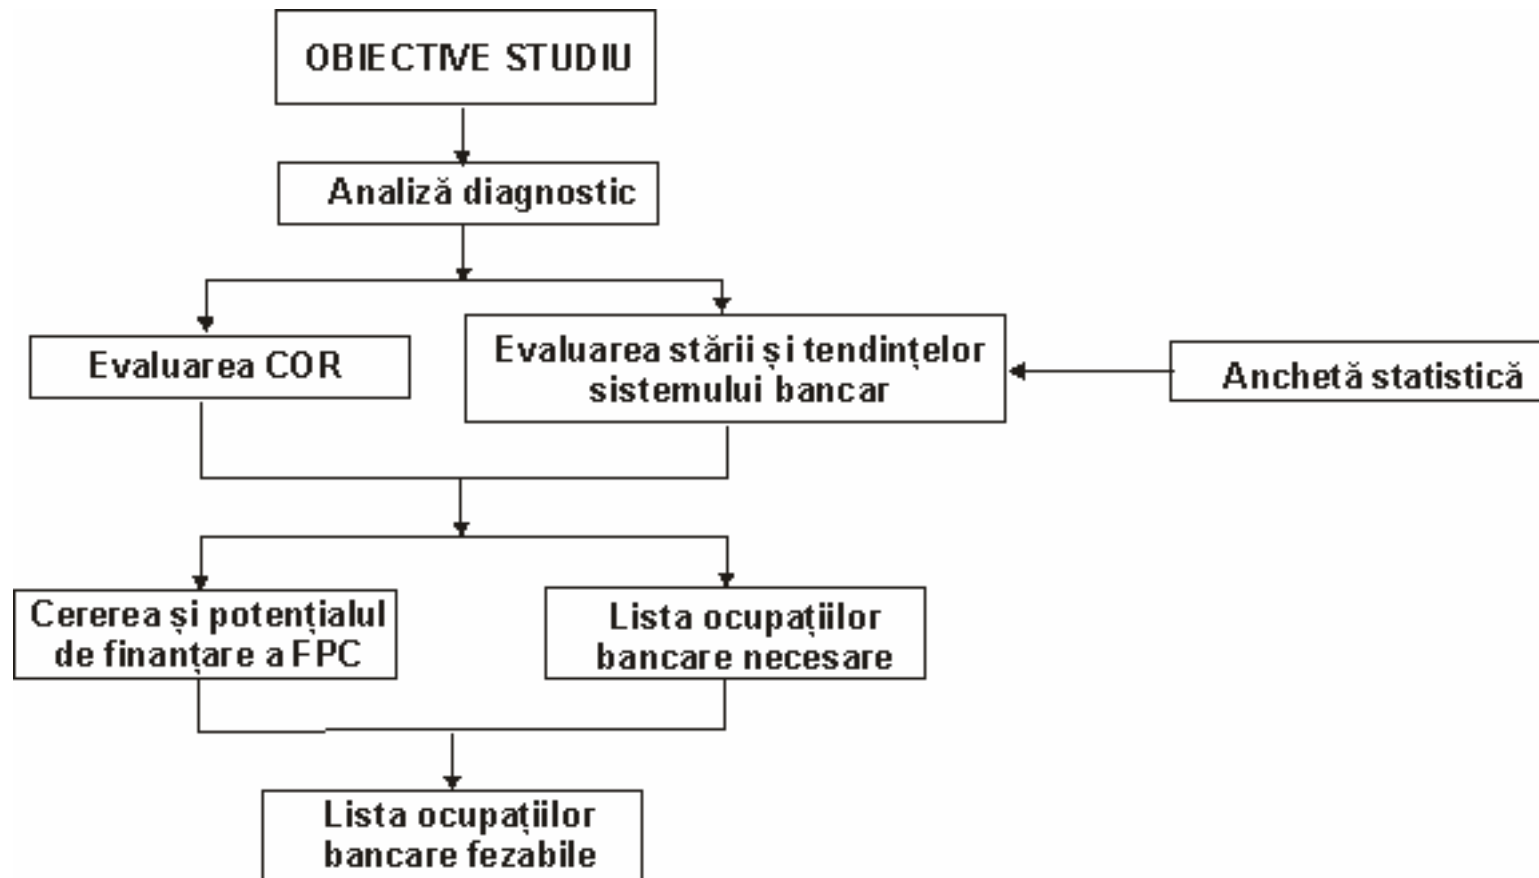 OBIECTIVE STUDIU
Analiză diagnostic
Evaluarea COR
Evaluarea stării și tendințelor
sistemului bancar
Anchetă statistică
Cererea și potențialul
de finanțare a FPC
Lista ocupațiilor
bancare necesare
Lista ocupațiilor
bancare fezabile